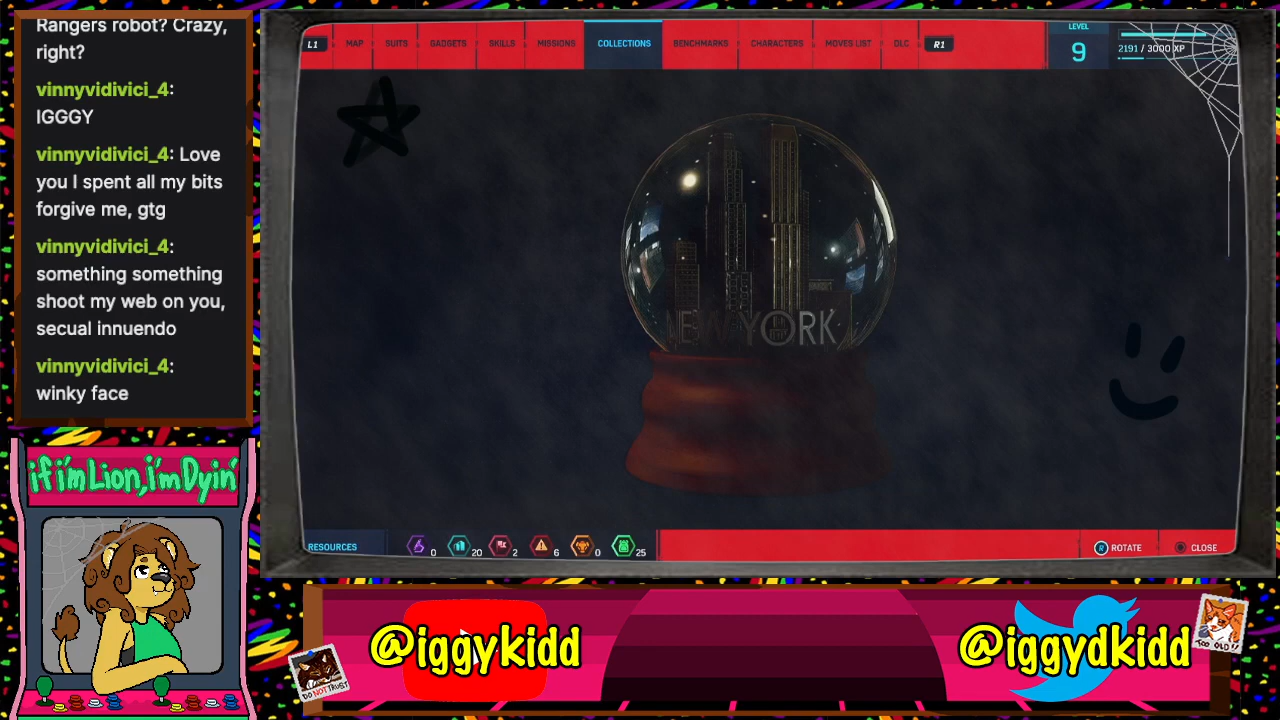 Rangers robot? Crazy,
right?
vinnyvidivici_4:
IGGGY
vinnyvidivici_4: Love
you I spent all my bits
forgive me, gtg
vinnyvidivici_4:
something something
shoot my web on you,
secual innuendo
vinnyvidivici_4:
winky face
L1 MAP SUITS GADGETS SKILLS MISSIONS COLLECTIONS BENCHMARKS CHARACTERS MOVES LIST DLC R1
LEVEL
9
2191 / 3000 XP
NEW YORK
RESOURCES 0 20 2 6 0 25
R ROTATE CLOSE
if i'm Lion, i'm Dyin'
DO NOT TRUST
@iggykidd
@iggydkidd
TOO OLD!!